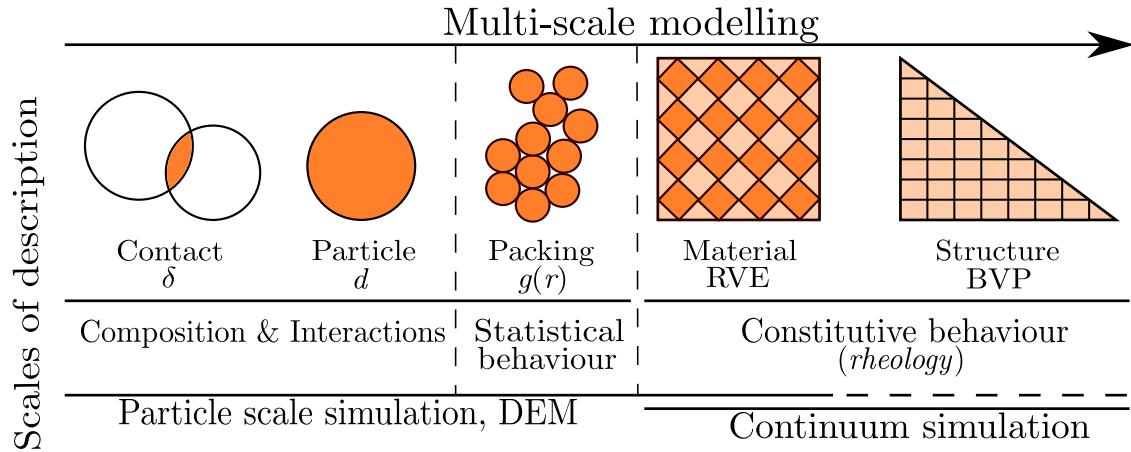 Multi-scale modelling
Scales of description
Contact
δ
Particle
d
Packing
g(r)
Material
RVE
Structure
BVP
Composition & Interactions
Statistical
behaviour
Constitutive behaviour
(rheology)
Particle scale simulation, DEM
Continuum simulation